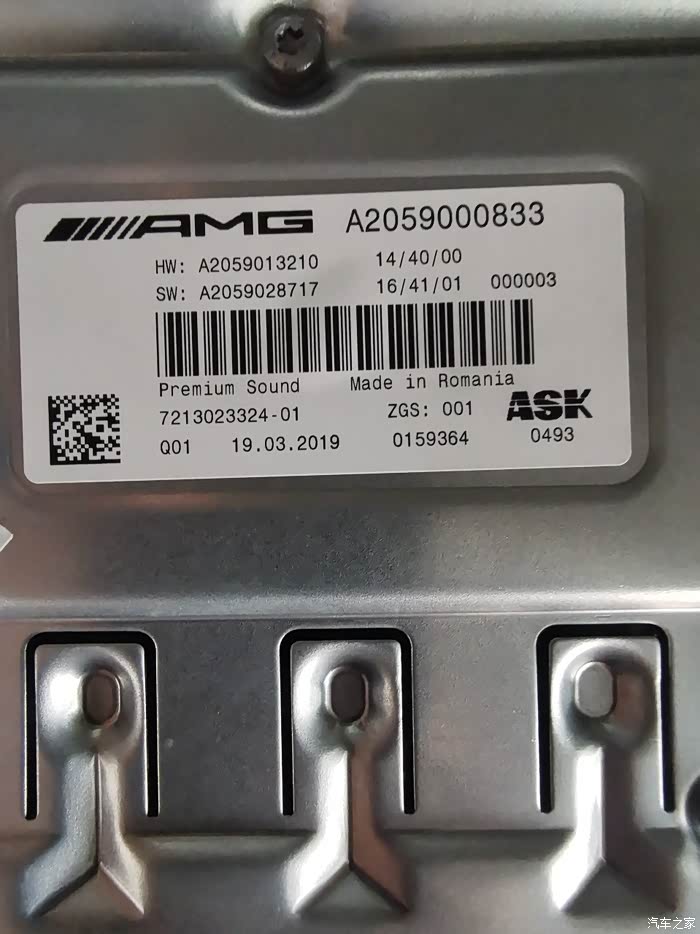 AMG A2059000833
HW: A2059013210 14/40/00
SW: A2059028717 16/41/01 000003
Premium Sound Made in Romania
7213023324-01 ZGS: 001 ASK
Q01 19.03.2019 0159364 0493
汽车之家